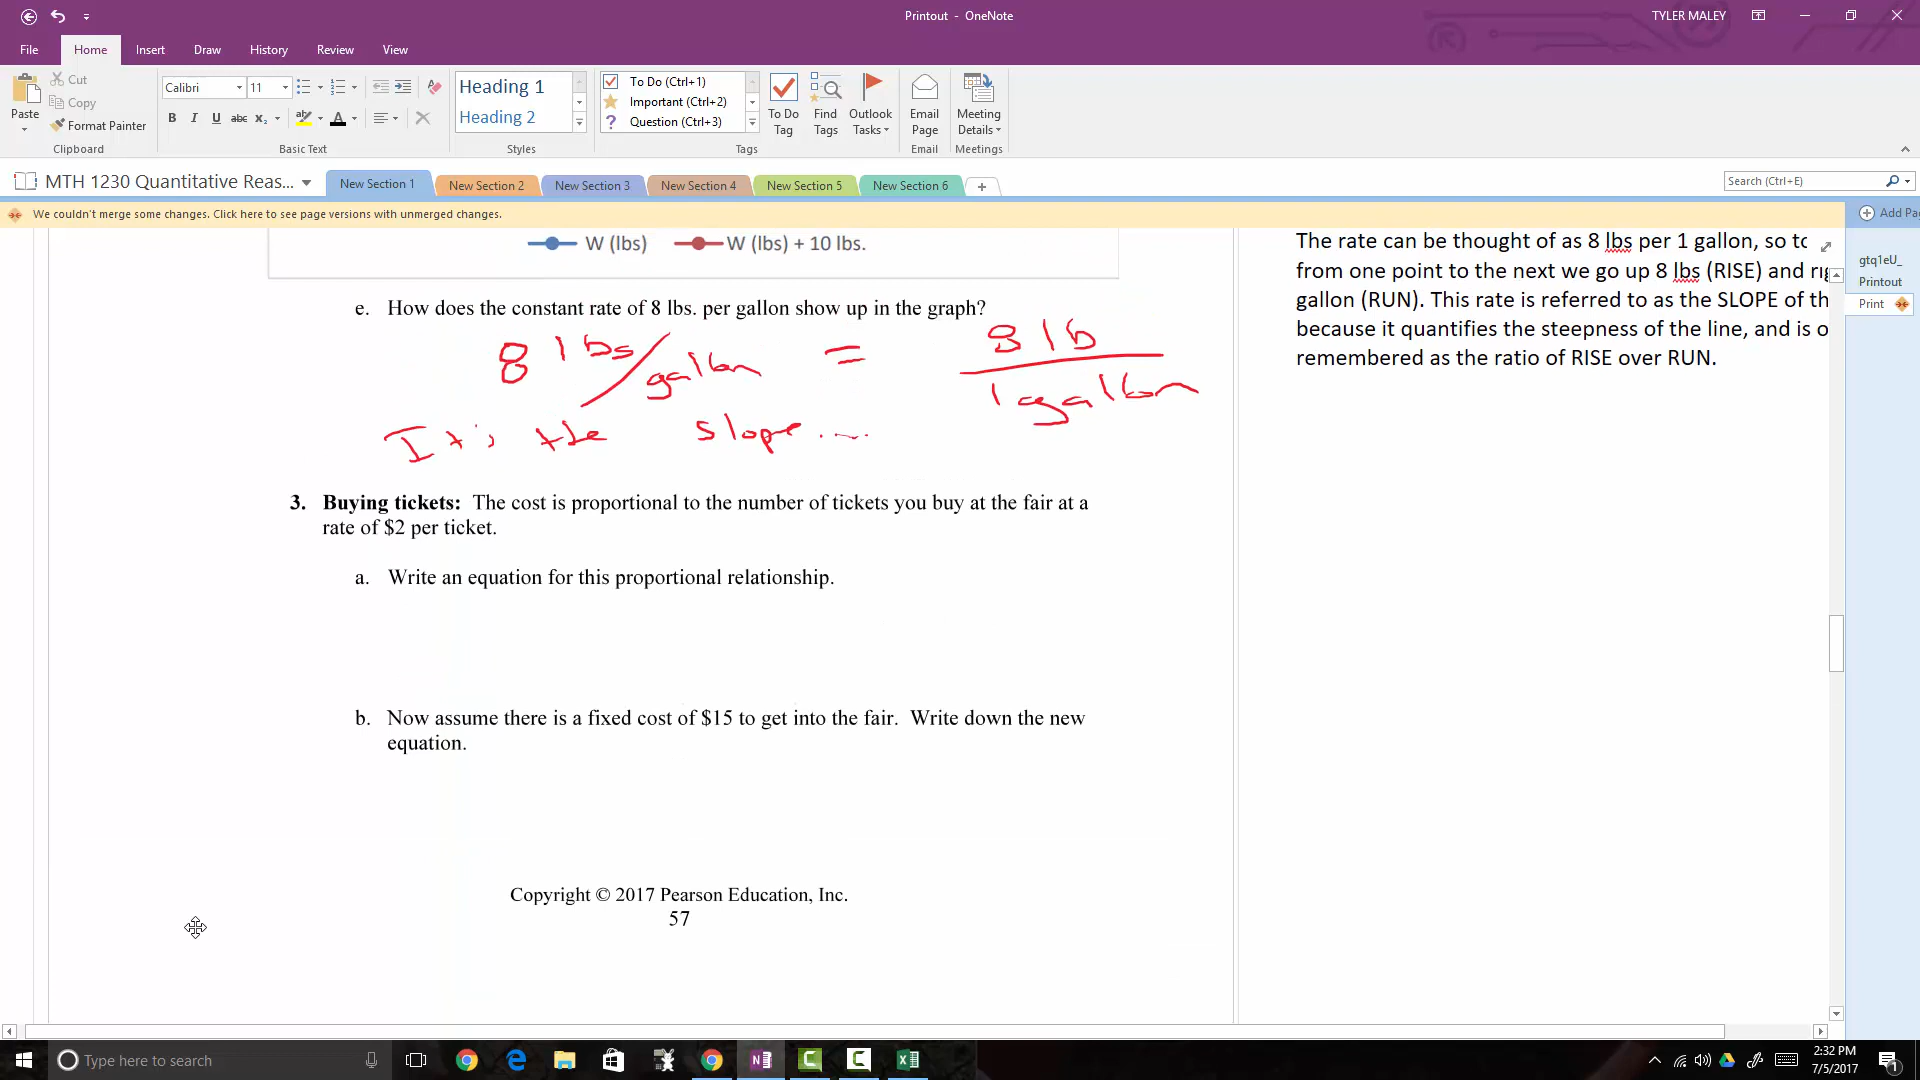 Printout - OneNote
TYLER MALEY
File Home Insert Draw History Review View
Cut
Copy
Format Painter
Paste
Clipboard
Calibri 11
B I U abc x₂
Basic Text
Heading 1
Heading 2
Styles
To Do (Ctrl+1)
Important (Ctrl+2)
Question (Ctrl+3)
To Do Tag
Find Tags
Outlook Tasks
Tags
Email Page
Email
Meeting Details
Meetings
MTH 1230 Quantitative Reas...
New Section 1 New Section 2 New Section 3 New Section 4 New Section 5 New Section 6
Search (Ctrl+E)
We couldn't merge some changes. Click here to see page versions with unmerged changes.
Add Pag
gtq1eU_
Printout
Print
W (lbs) W (lbs) + 10 lbs.
e. How does the constant rate of 8 lbs. per gallon show up in the graph?
8 lbs/gallon = 8 lb
1 gallon
It is the slope....
3. Buying tickets: The cost is proportional to the number of tickets you buy at the fair at a
rate of $2 per ticket.
a. Write an equation for this proportional relationship.
b. Now assume there is a fixed cost of $15 to get into the fair. Write down the new
equation.
Copyright © 2017 Pearson Education, Inc.
57
The rate can be thought of as 8 lbs per 1 gallon, so to
from one point to the next we go up 8 lbs (RISE) and
gallon (RUN). This rate is referred to as the SLOPE of th
because it quantifies the steepness of the line, and is o
remembered as the ratio of RISE over RUN.
Type here to search
2:32 PM
7/5/2017